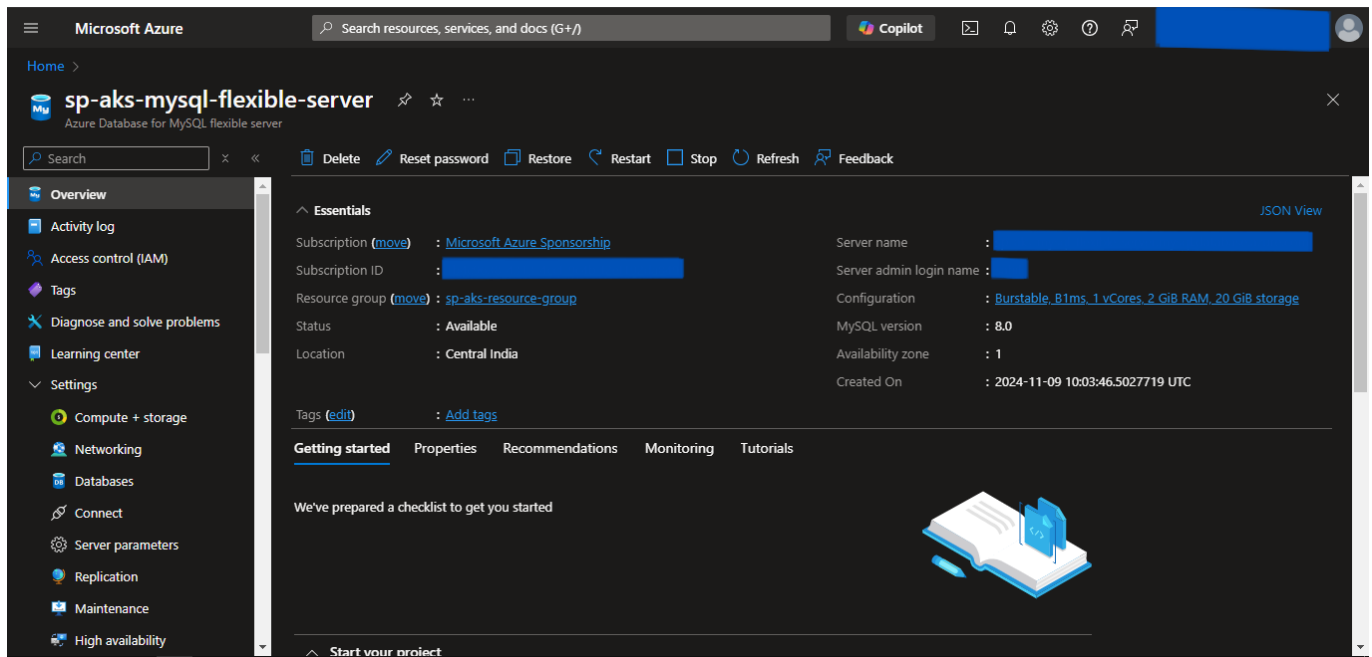 Microsoft Azure
Search resources, services, and docs (G+/)
Copilot
Home >
sp-aks-mysql-flexible-server
Azure Database for MySQL flexible server
Search
Delete
Reset password
Restore
Restart
Stop
Refresh
Feedback
Overview
Activity log
Access control (IAM)
Tags
Diagnose and solve problems
Learning center
Settings
Compute + storage
Networking
Databases
Connect
Server parameters
Replication
Maintenance
High availability
Essentials
JSON View
Subscription (move) : Microsoft Azure Sponsorship
Subscription ID :
Resource group (move) : sp-aks-resource-group
Status : Available
Location : Central India
Server name :
Server admin login name :
Configuration : Burstable, B1ms, 1 vCores, 2 GiB RAM, 20 GiB storage
MySQL version : 8.0
Availability zone : 1
Created On : 2024-11-09 10:03:46.5027719 UTC
Tags (edit) : Add tags
Getting started
Properties
Recommendations
Monitoring
Tutorials
We've prepared a checklist to get you started
Start your project